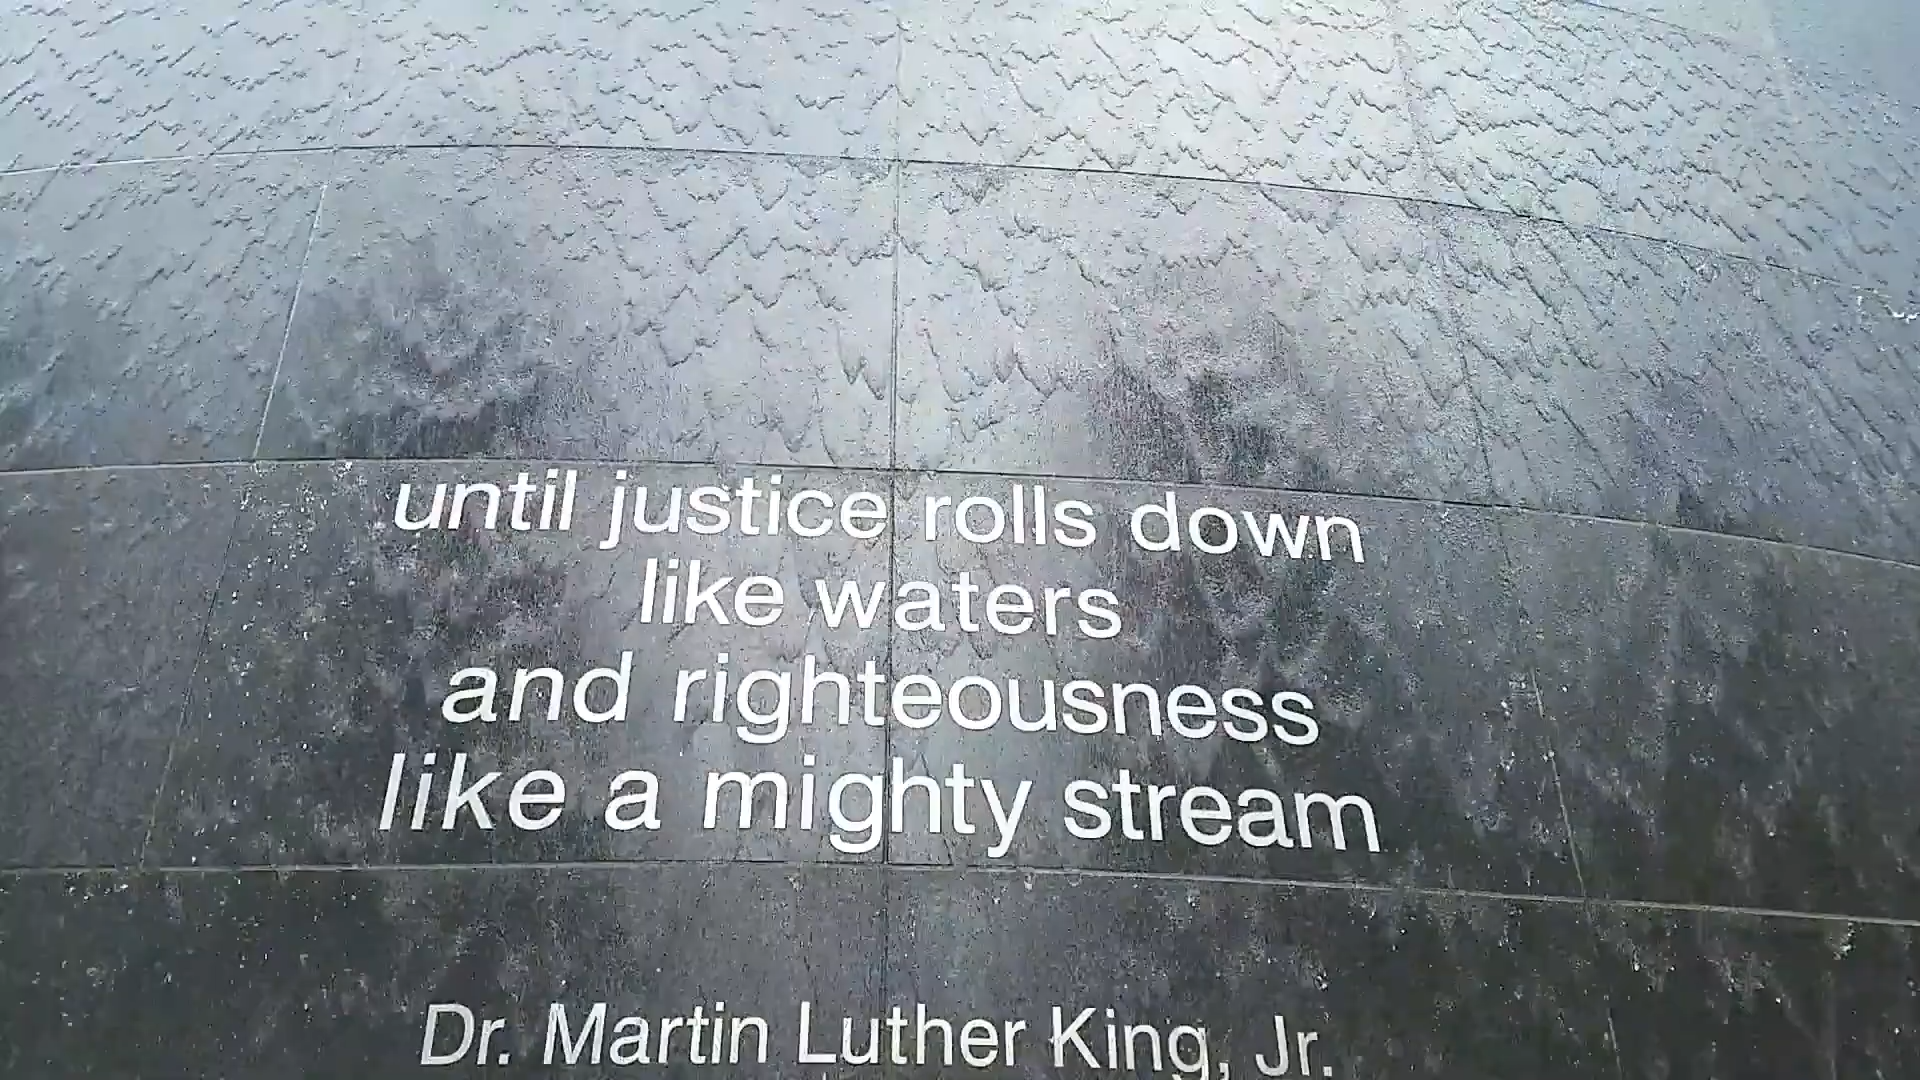 until justice rolls down
like waters
and righteousness
like a mighty stream
Dr. Martin Luther King, Jr.